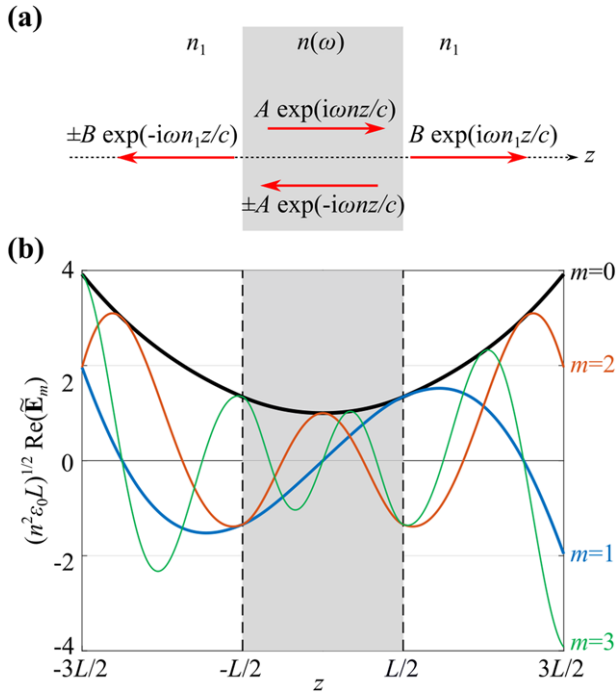 (a)
n₁ n(ω) n₁
A exp(iωnz/c)
±B exp(-iωn₁z/c) B exp(iωn₁z/c)
z
±A exp(-iωnz/c)
(b)
4 m=0
2 m=2
0
-2 m=1
-4 m=3
(n²ε₀L)^1/2 Re(Ẽₘ)
-3L/2 -L/2 L/2 3L/2
z